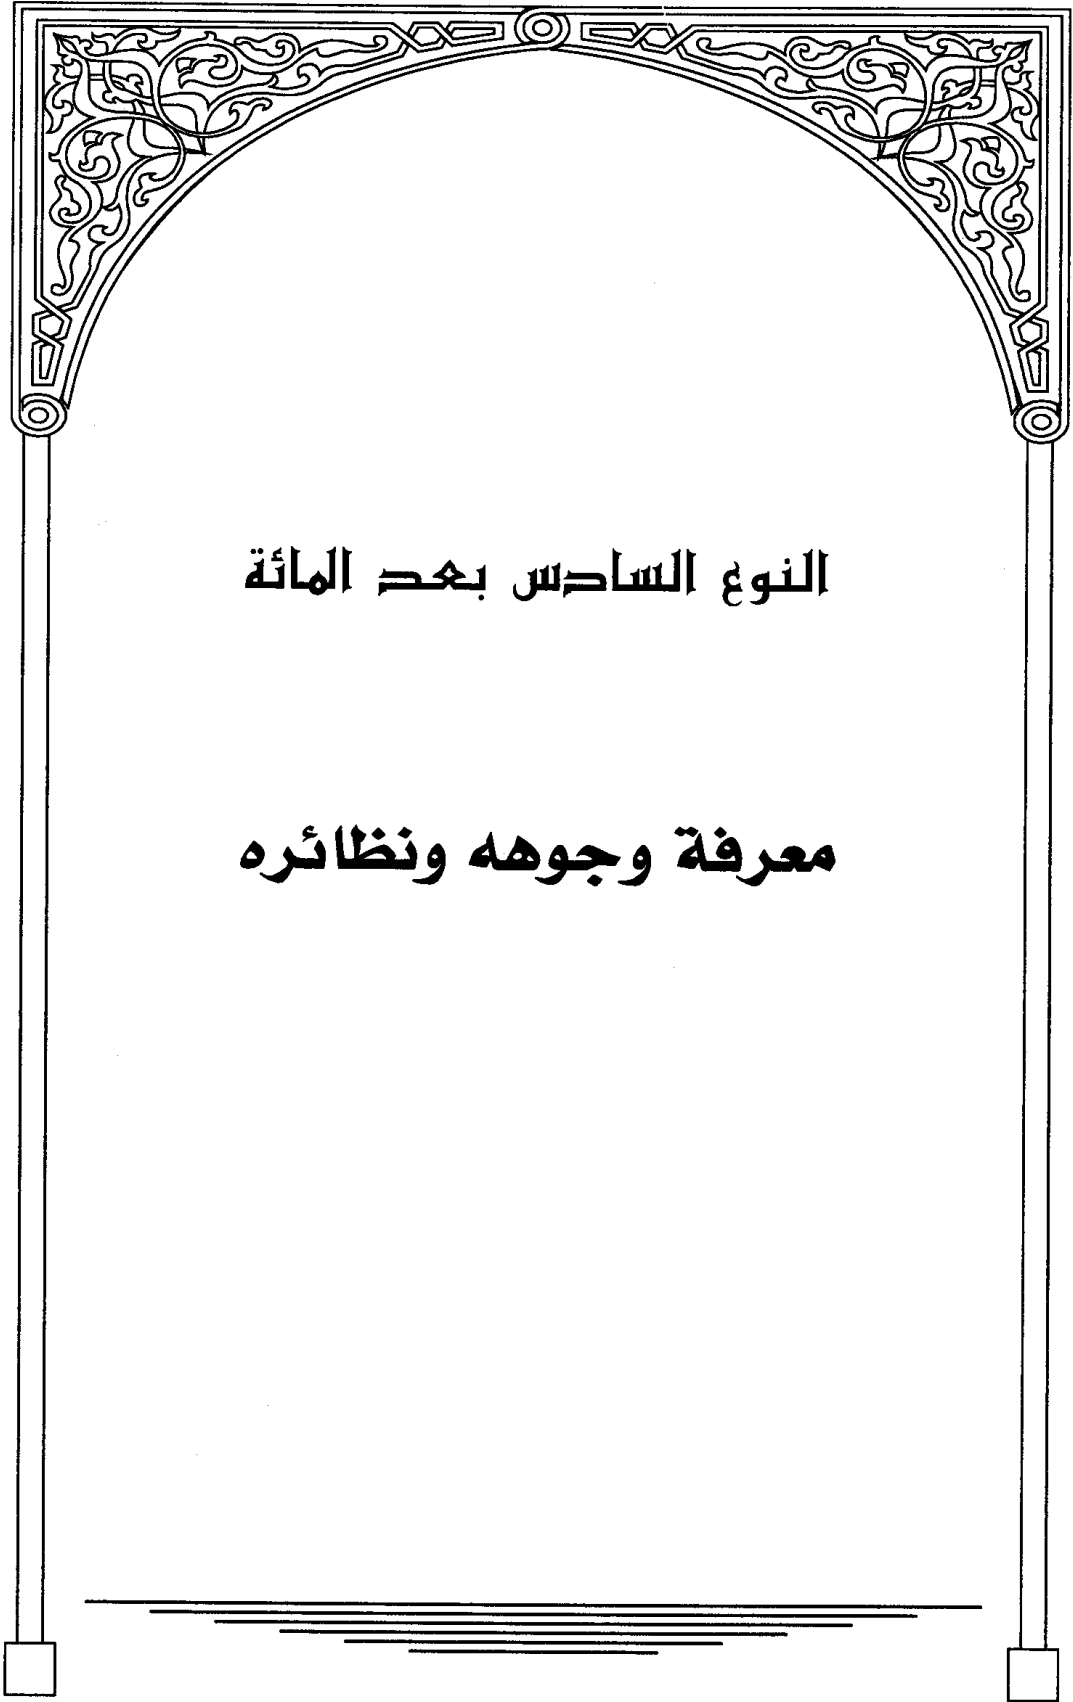 النوع السادس بعد المائة
معرفة وجوهه ونظائره